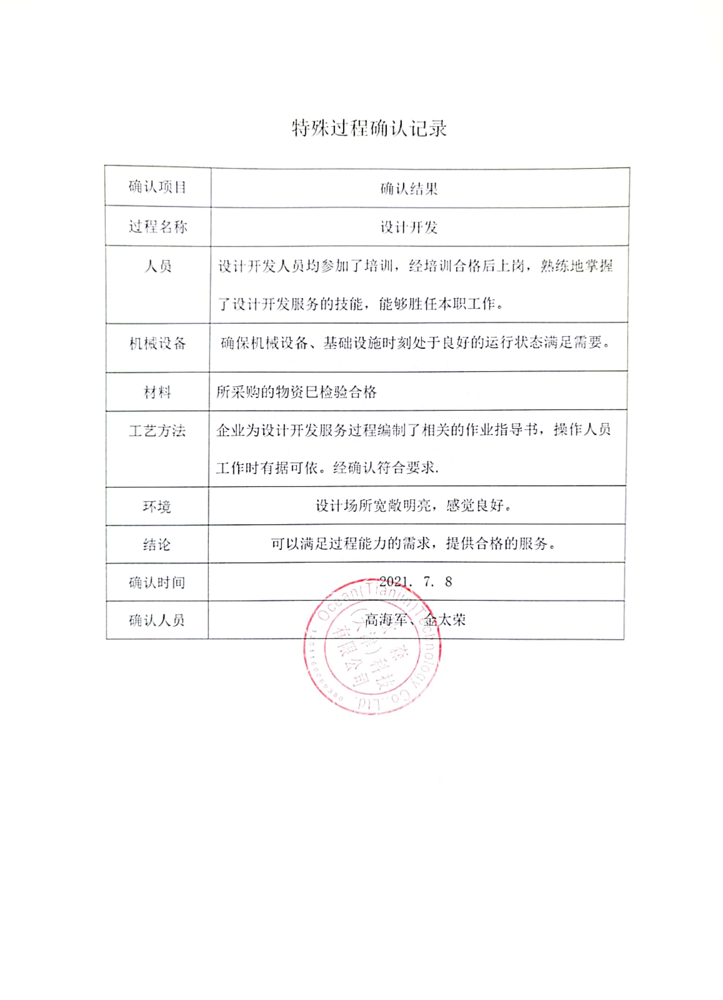 特殊过程确认记录
确认项目 确认结果
过程名称 设计开发
人员 设计开发人员均参加了培训，经培训合格后上岗，熟练地掌握
了设计开发服务的技能，能够胜任本职工作。
机械设备 确保机械设备、基础设施时刻处于良好的运行状态满足需要。
材料 所采购的物资巳检验合格
工艺方法 企业为设计开发服务过程编制了相关的作业指导书，操作人员
工作时有据可依。经确认符合要求.
环境 设计场所宽敞明亮，感觉良好。
结论 可以满足过程能力的需求，提供合格的服务。
确认时间 2021. 7. 8
确认人员 高海军、金太荣
Ocean(Tianjin)Technology Co.,Ltd.
森
（天津）科技
有限公司